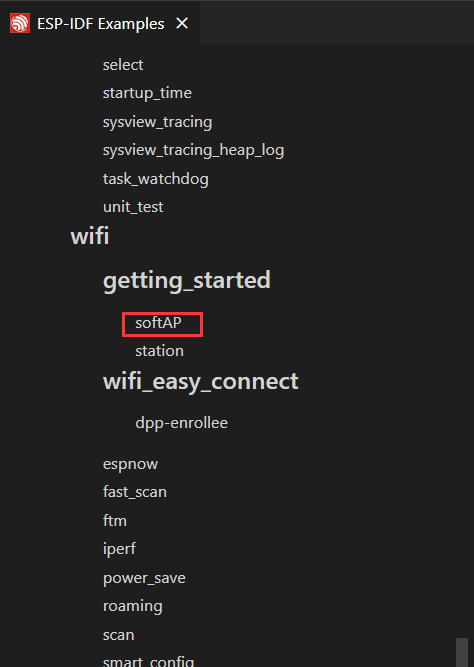 ESP-IDF Examples
select
startup_time
sysview_tracing
sysview_tracing_heap_log
task_watchdog
unit_test
wifi
getting_started
softAP
station
wifi_easy_connect
dpp-enrollee
espnow
fast_scan
ftm
iperf
power_save
roaming
scan
smart_config